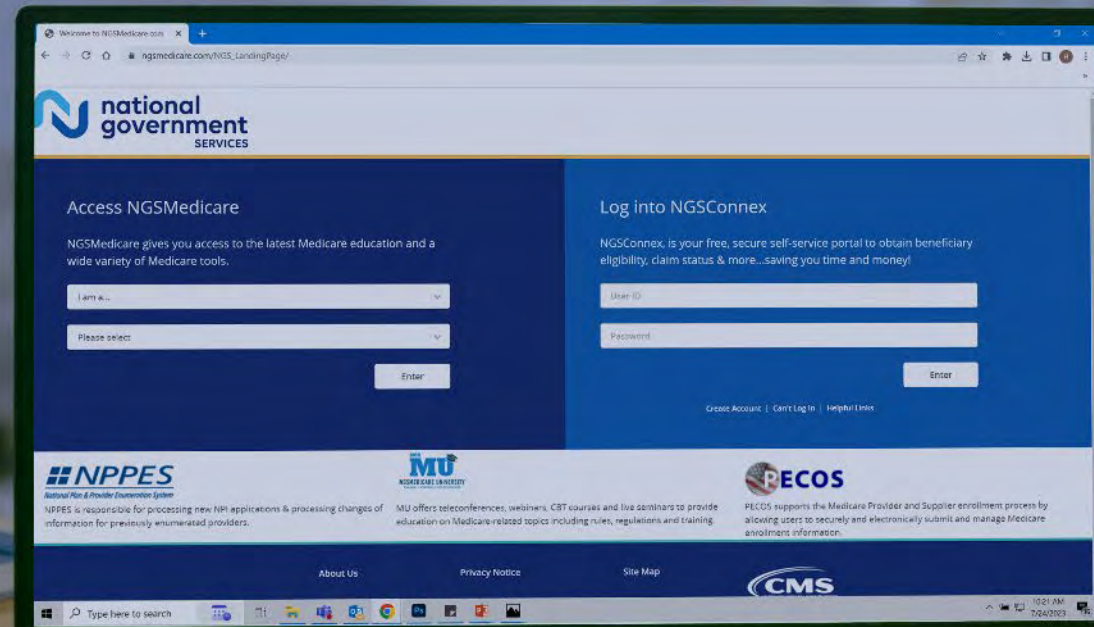 Welcome to NGSMedicare.com
ngsmedicare.com/NGS_LandingPage/
national
government
SERVICES
Access NGSMedicare
NGSMedicare gives you access to the latest Medicare education and a
wide variety of Medicare tools.
I am a...
Please select
Enter
Log into NGSConnex
NGSConnex, is your free, secure self-service portal to obtain beneficiary
eligibility, claim status & more...saving you time and money!
User ID
Password
Enter
Create Account | Can't Log In | Helpful Links
NPPES
National Plan & Provider Enumeration System
NPPES is responsible for processing new NPI applications & processing changes of
information for previously enumerated providers.
MU
NGSMEDICARE UNIVERSITY
MU offers teleconferences, webinars, CBT courses and live seminars to provide
education on Medicare-related topics including rules, regulations and training.
PECOS
PECOS supports the Medicare Provider and Supplier enrollment process by
allowing users to securely and electronically submit and manage Medicare
enrollment information.
About Us
Privacy Notice
Site Map
CMS
Type here to search
10:21 AM
7/24/2023